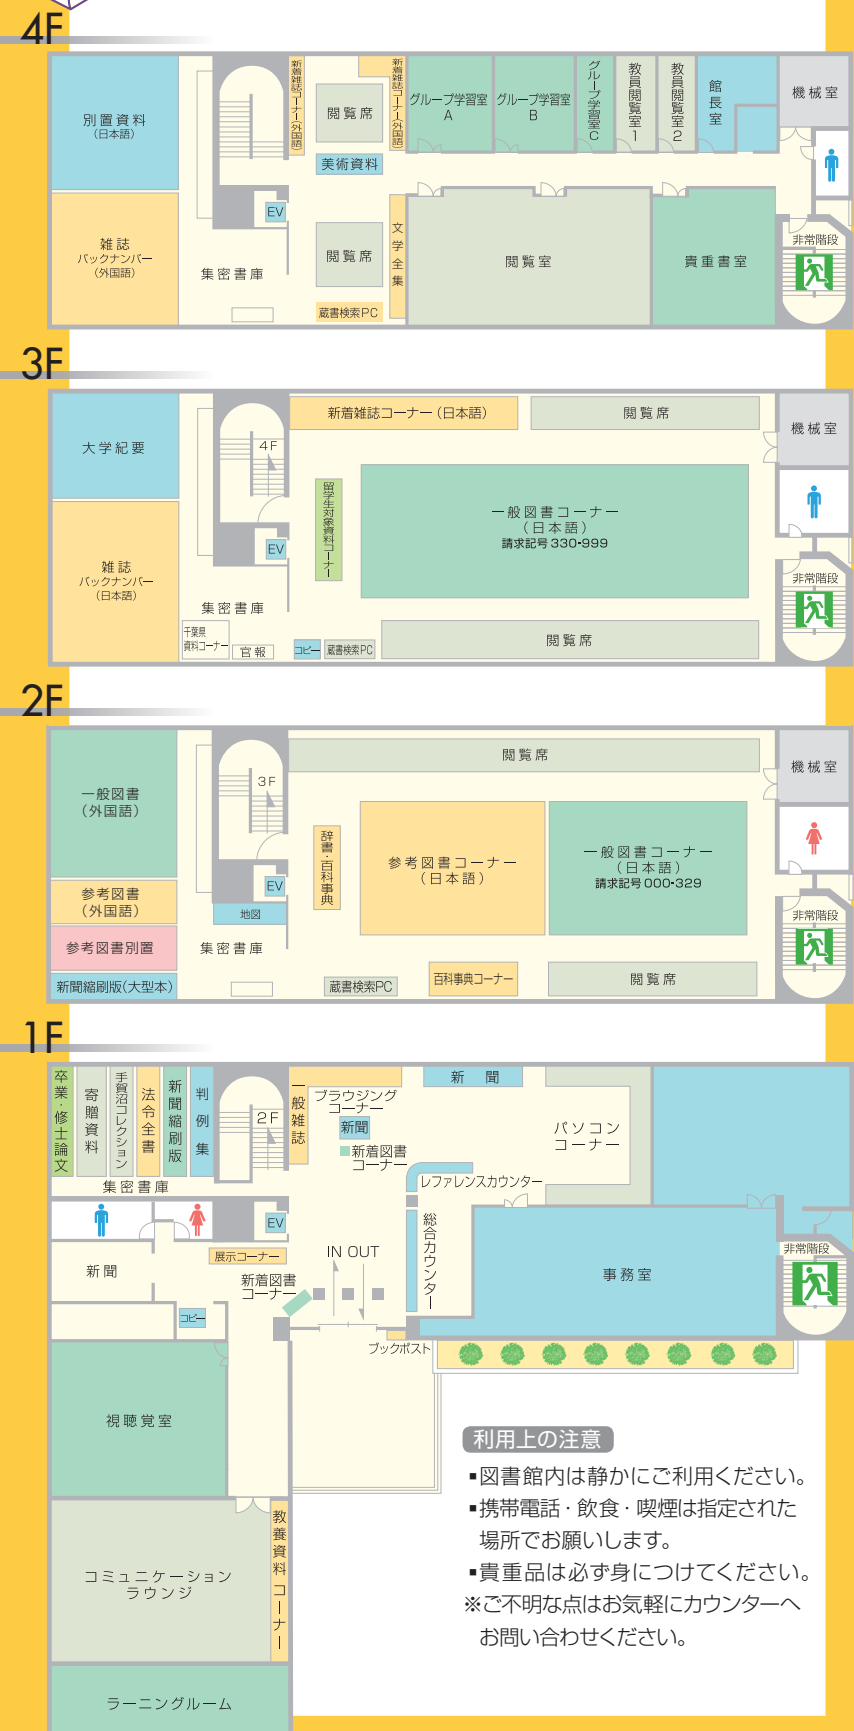 4F
別置資料
(日本語)
雑誌
バックナンバー
(外国語)
集密書庫
EV
新着雑誌コーナー(外国語)
閲覧席
新着雑誌コーナー(外国語)
美術資料
閲覧席
蔵書検索PC
文学全集
グループ学習室
A
グループ学習室
B
グループ学習室C
教員閲覧室1
教員閲覧室2
館長室
機械室
閲覧室
貴重書室
非常階段
3F
大学紀要
雑誌
バックナンバー
(日本語)
集密書庫
千葉県
資料コーナー
官報
4F
EV
新着雑誌コーナー(日本語)
閲覧席
留学生対象資料コーナー
一般図書コーナー
(日本語)
請求記号330-999
コピー
蔵書検索PC
閲覧席
機械室
非常階段
2F
一般図書
(外国語)
参考図書
(外国語)
参考図書別置
新聞縮刷版(大型本)
集密書庫
3F
EV
地図
閲覧席
辞書・百科事典
参考図書コーナー
(日本語)
一般図書コーナー
(日本語)
請求記号000-329
蔵書検索PC
百科事典コーナー
閲覧席
機械室
非常階段
1F
卒業・修士論文
寄贈資料
手賀沼コレクション
法令全書
新聞縮刷版
判例集
集密書庫
2F
EV
一般雑誌
ブラウジング
コーナー
新聞
新着図書
コーナー
新聞
パソコン
コーナー
レファレンスカウンター
総合カウンター
事務室
非常階段
新聞
展示コーナー
新着図書
コーナー
IN OUT
コピー
ブックポスト
視聴覚室
コミュニケーション
ラウンジ
教養資料コーナー
ラーニングルーム
利用上の注意
▪図書館内は静かにご利用ください。
▪携帯電話・飲食・喫煙は指定された
場所でお願いします。
▪貴重品は必ず身につけてください。
※ご不明な点はお気軽にカウンターへ
お問い合わせください。